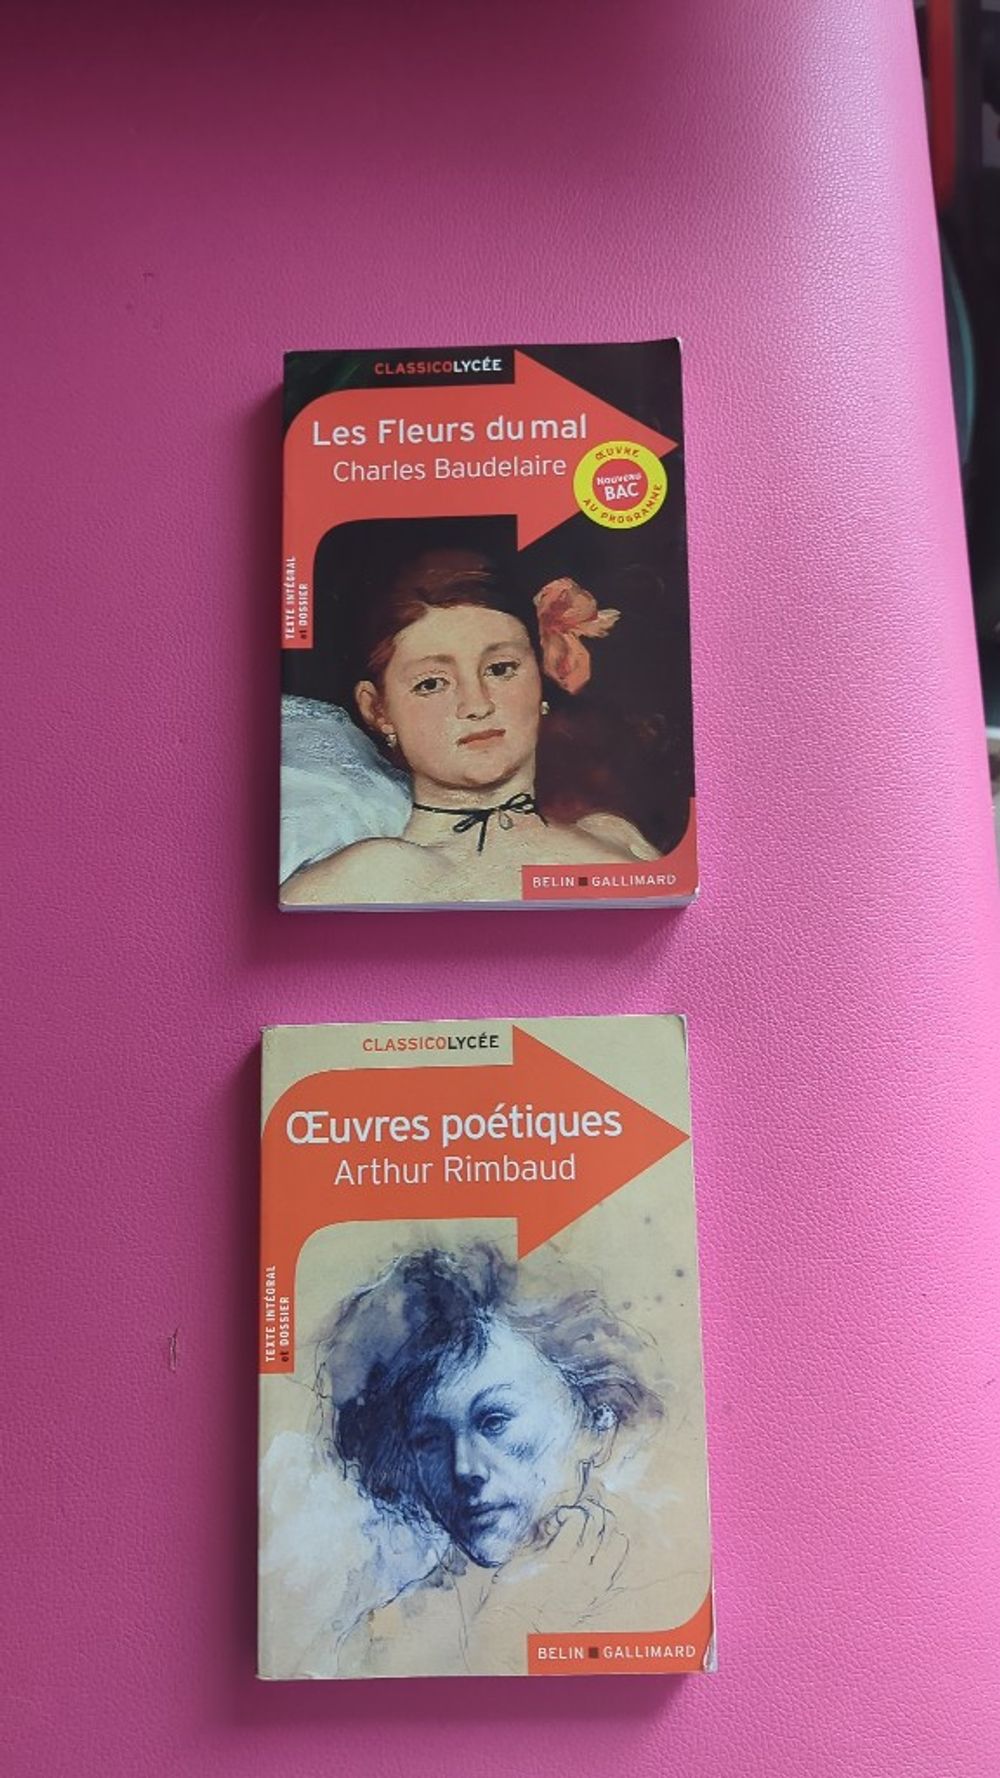 CLASSICOLYCÉE
Les Fleurs du mal
Charles Baudelaire
ŒUVRE
Nouveau
BAC
AU PROGRAMME
TEXTE INTÉGRAL
et DOSSIER
BELIN GALLIMARD
CLASSICOLYCÉE
Œuvres poétiques
Arthur Rimbaud
TEXTE INTÉGRAL
et DOSSIER
BELIN GALLIMARD